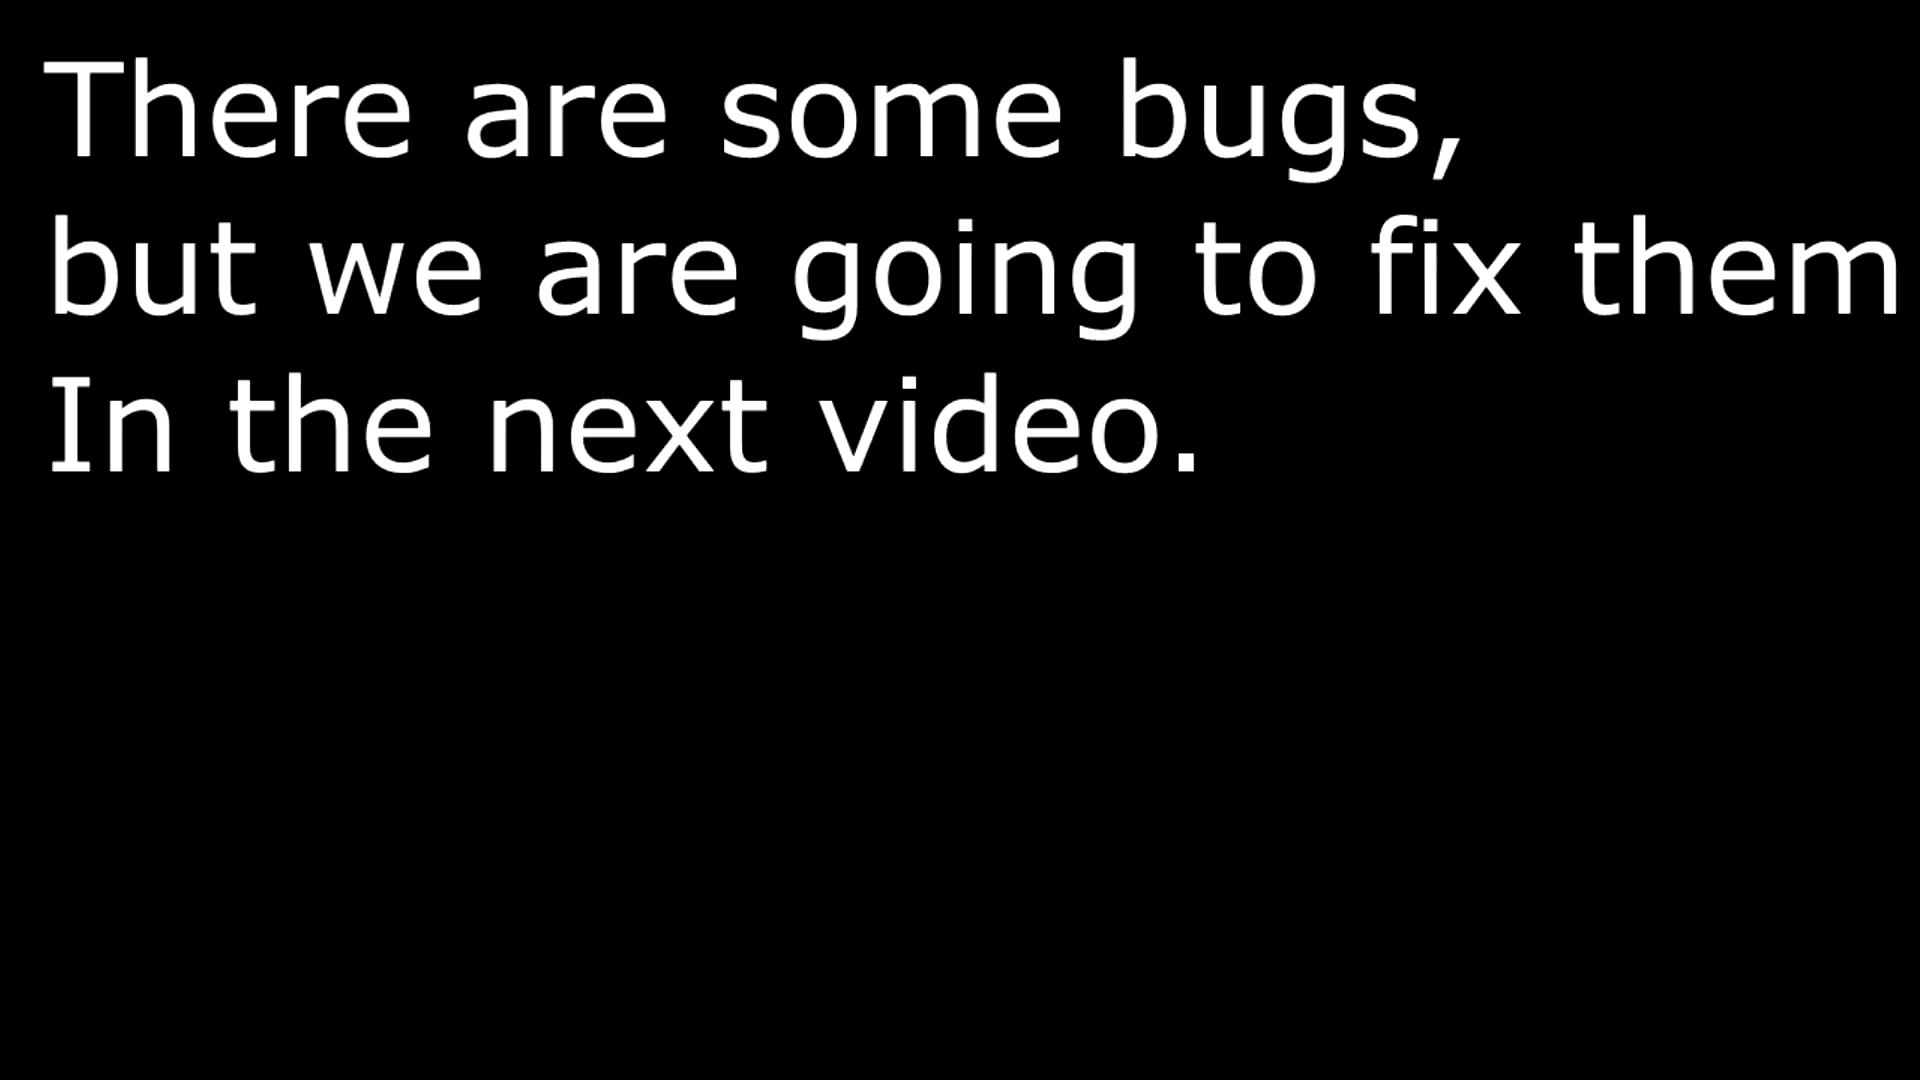 There are some bugs,
but we are going to fix them
In the next video.